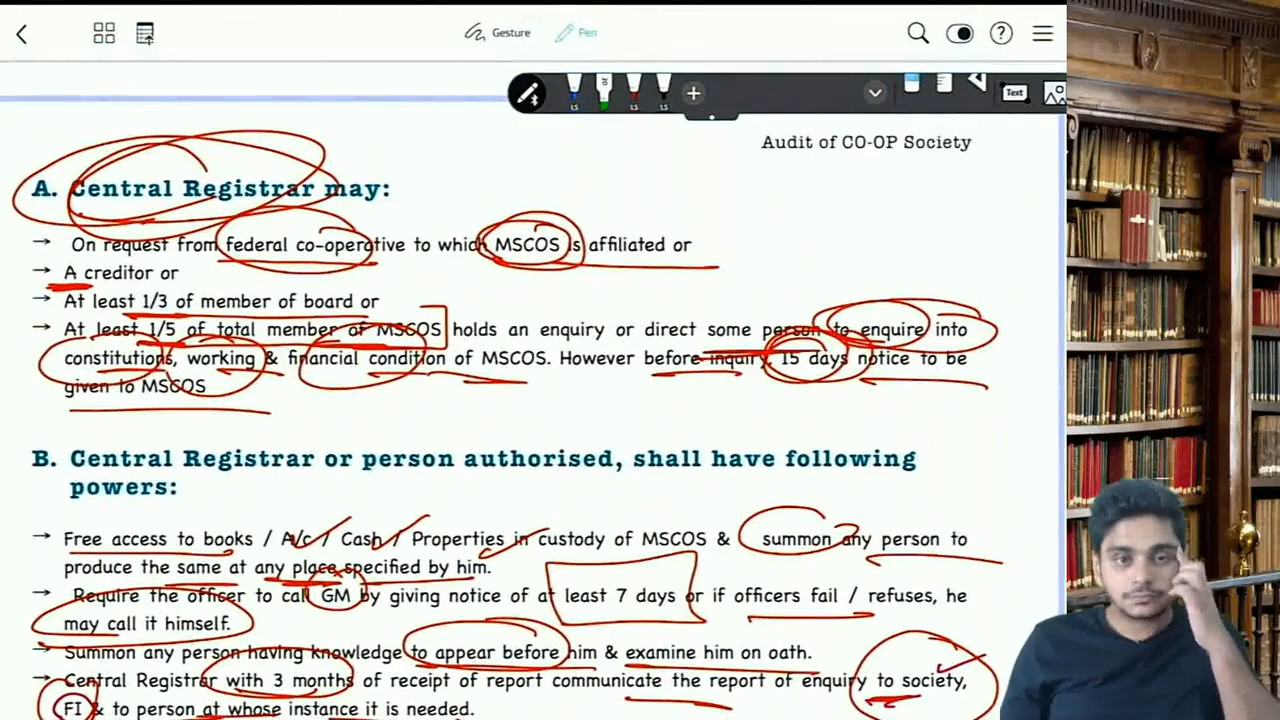 Gesture
Pen
Text
Audit of CO-OP Society
A. Central Registrar may:
→ On request from federal co-operative to which MSCOS is affiliated or
→ A creditor or
→ At least 1/3 of member of board or
→ At least 1/5 of total member of MSCOS holds an enquiry or direct some person to enquire into
constitutions, working & financial condition of MSCOS. However before inquiry, 15 days notice to be
given to MSCOS
B. Central Registrar or person authorised, shall have following
powers:
→ Free access to books / A/c / Cash / Properties in custody of MSCOS & summon any person to
produce the same at any place specified by him.
→ Require the officer to call GM by giving notice of at least 7 days or if officers fail / refuses, he
may call it himself.
→ Summon any person having knowledge to appear before him & examine him on oath.
→ Central Registrar with 3 months of receipt of report communicate the report of enquiry to society,
FI & to person at whose instance it is needed.